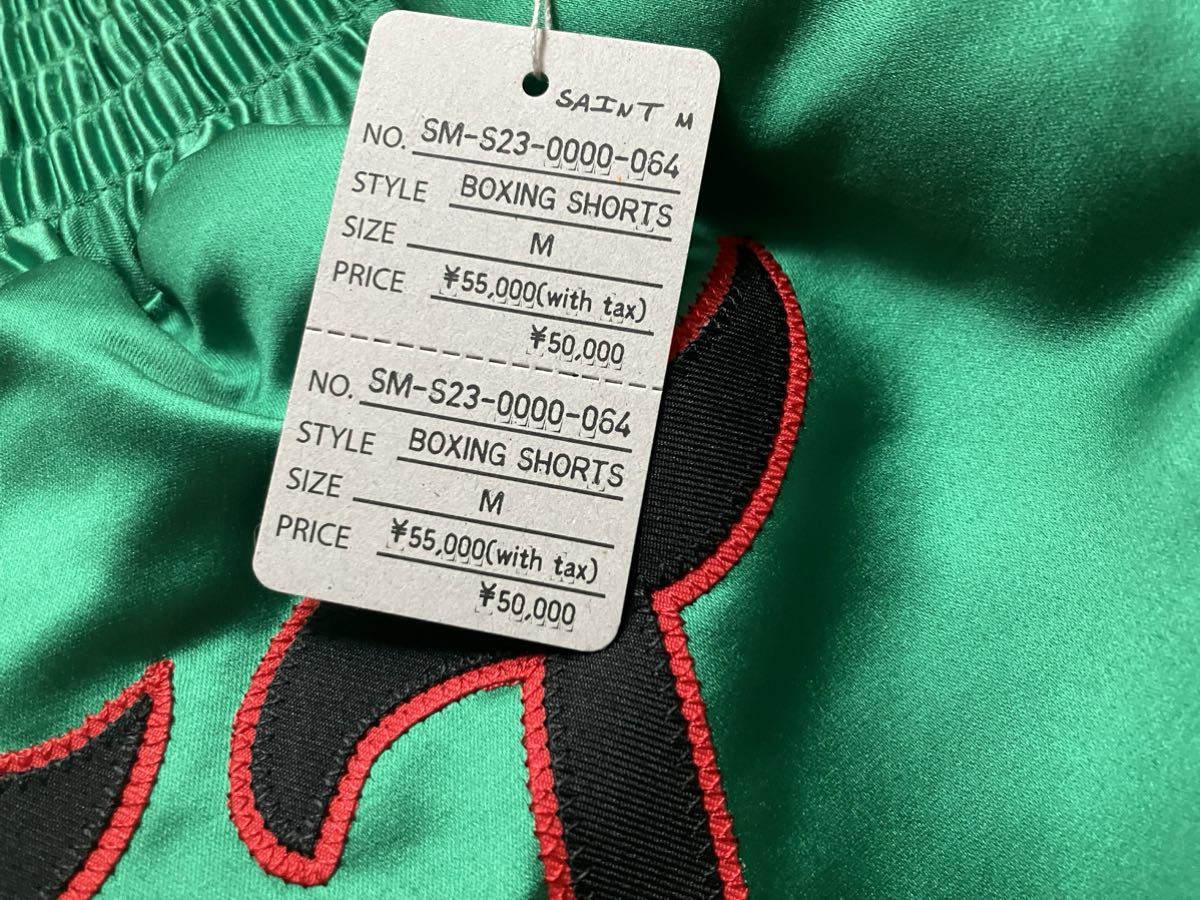 SAINT M
NO. SM-S23-0000-064
STYLE BOXING SHORTS
SIZE M
PRICE ¥55,000(with tax)
¥50,000
NO. SM-S23-0000-064
STYLE BOXING SHORTS
SIZE M
PRICE ¥55,000(with tax)
¥50,000